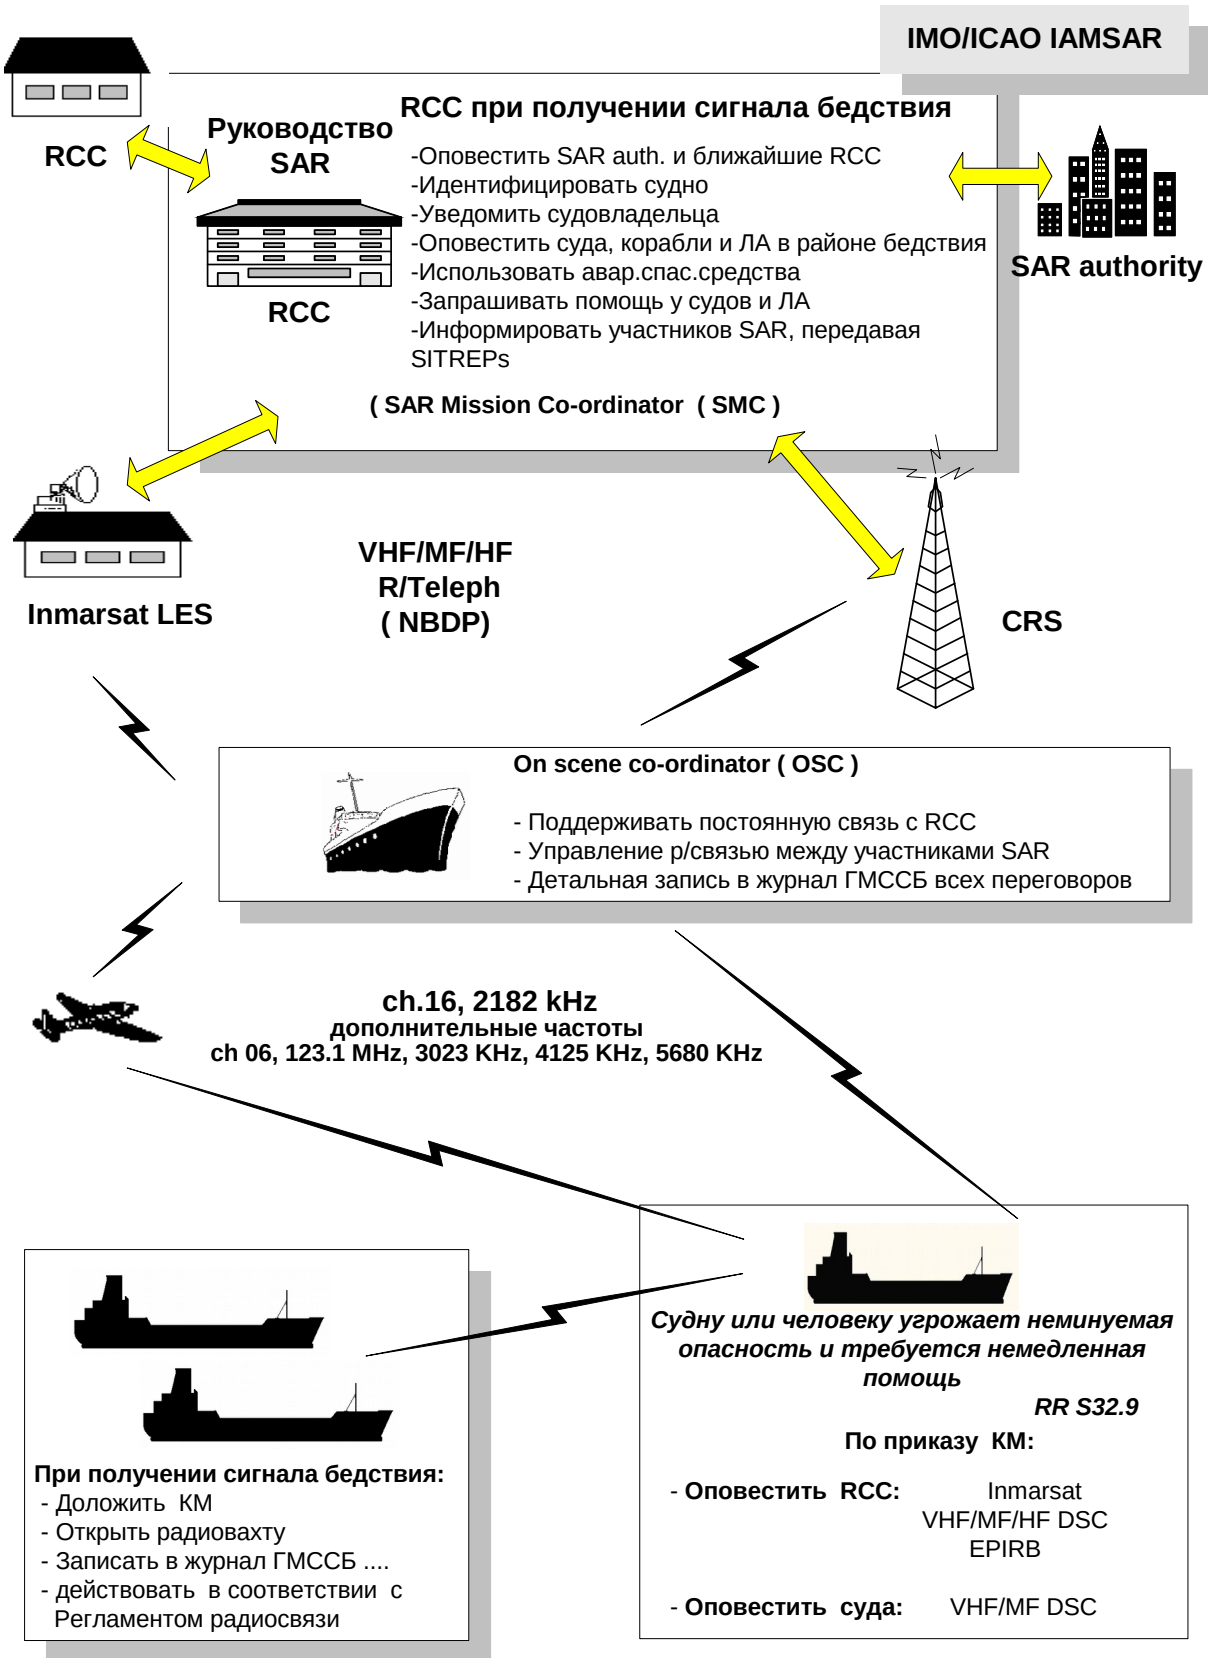 IMO/ICAO IAMSAR
RCC
Руководство
SAR
RCC
RCC при получении сигнала бедствия
-Оповестить SAR auth. и ближайшие RCC
-Идентифицировать судно
-Уведомить судовладельца
-Оповестить суда, корабли и ЛА в районе бедствия
-Использовать авар.спас.средства
-Запрашивать помощь у судов и ЛА
-Информировать участников SAR, передавая
SITREPs
( SAR Mission Co-ordinator ( SMC )
SAR authority
Inmarsat LES
VHF/MF/HF
R/Teleph
( NBDP)
CRS
On scene co-ordinator ( OSC )
- Поддерживать постоянную связь с RCC
- Управление р/связью между участниками SAR
- Детальная запись в журнал ГМССБ всех переговоров
ch.16, 2182 kHz
дополнительные частоты
ch 06, 123.1 MHz, 3023 KHz, 4125 KHz, 5680 KHz
При получении сигнала бедствия:
- Доложить КМ
- Открыть радиовахту
- Записать в журнал ГМССБ ....
- действовать в соответствии с
Регламентом радиосвязи
Судну или человеку угрожает неминуемая
опасность и требуется немедленная
помощь
RR S32.9
По приказу КМ:
- Оповестить RCC: Inmarsat
VHF/MF/HF DSC
EPIRB
- Оповестить суда: VHF/MF DSC